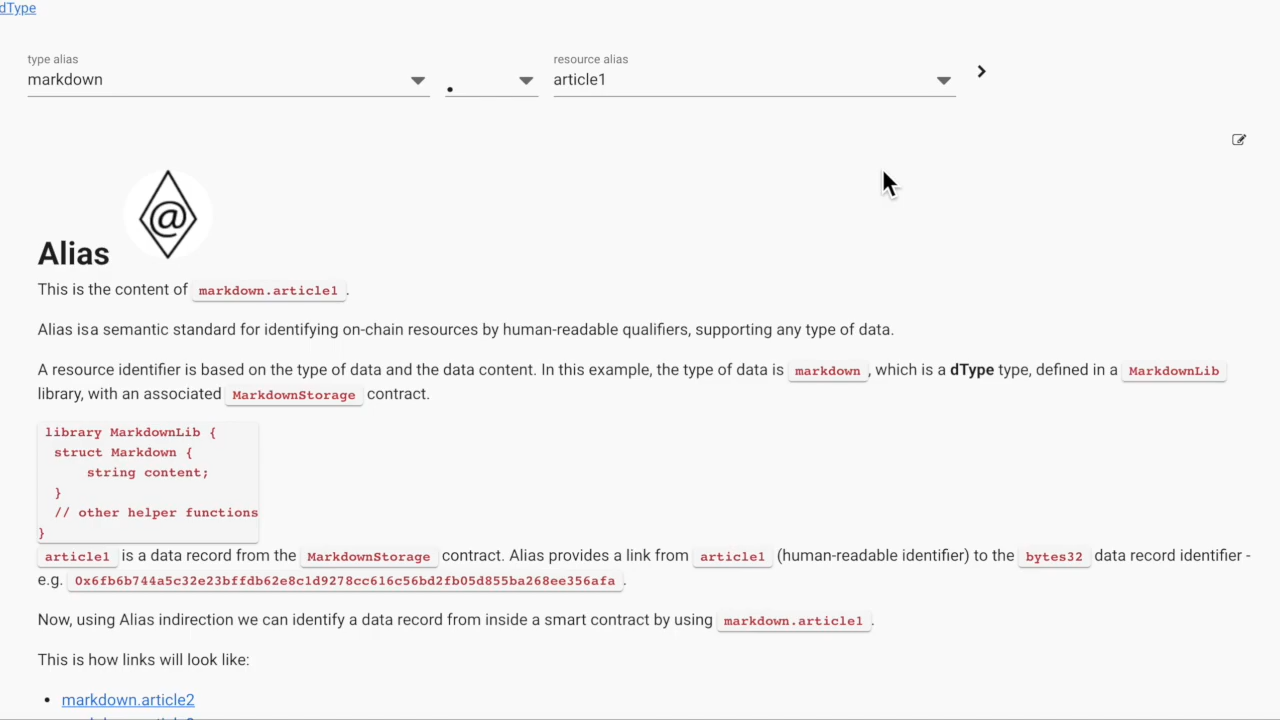 dType
type alias
resource alias
markdown
.
article1
@
Alias
This is the content of markdown.article1.
Alias is a semantic standard for identifying on-chain resources by human-readable qualifiers, supporting any type of data.
A resource identifier is based on the type of data and the data content. In this example, the type of data is markdown, which is a dType type, defined in a MarkdownLib
library, with an associated MarkdownStorage contract.
library MarkdownLib {
struct Markdown {
string content;
}
// other helper functions
}
article1 is a data record from the MarkdownStorage contract. Alias provides a link from article1 (human-readable identifier) to the bytes32 data record identifier -
e.g. 0x6fb6b744a5c32e23bffdb62e8c1d9278cc616c56bd2fb05d855ba268ee356afa.
Now, using Alias indirection we can identify a data record from inside a smart contract by using markdown.article1.
This is how links will look like:
• markdown.article2